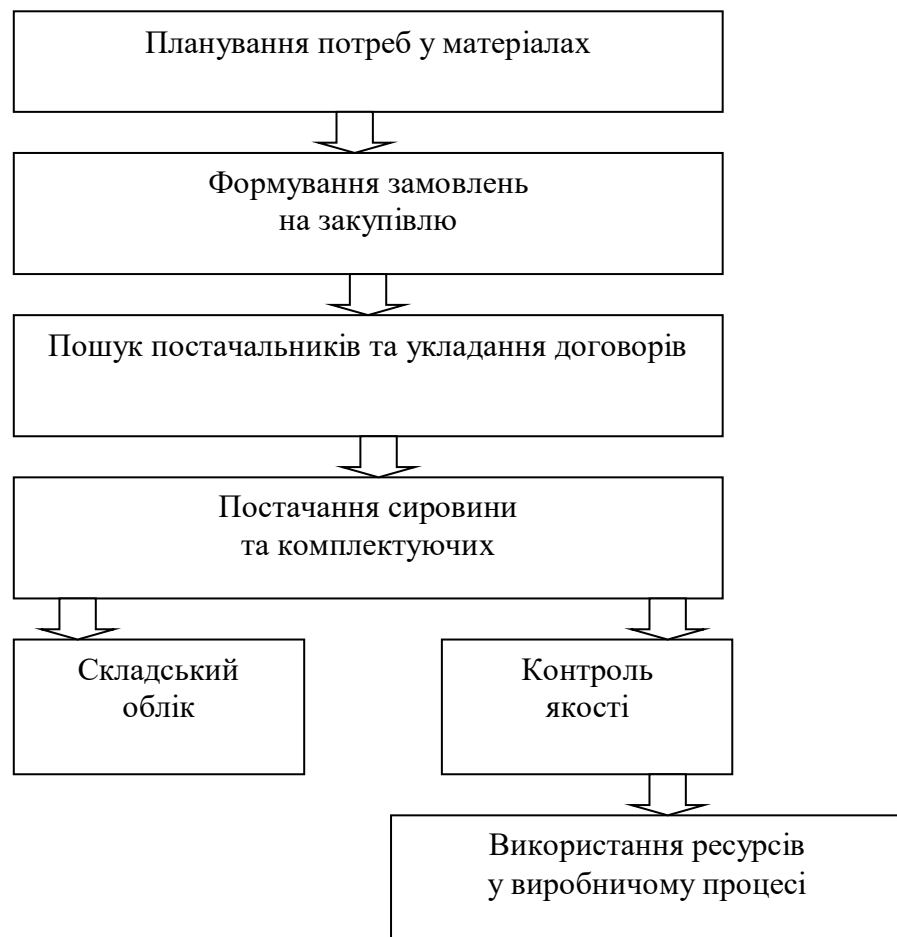 Планування потреб у матеріалах
Формування замовлень
на закупівлю
Пошук постачальників та укладання договорів
Постачання сировини
та комплектуючих
Складський
облік
Контроль
якості
Використання ресурсів
у виробничому процесі